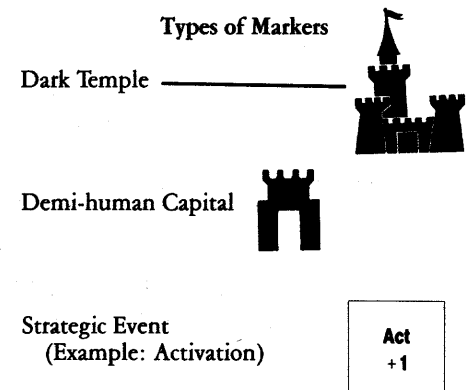 Types of Markers
Dark Temple
Demi-human Capital
Strategic Event
(Example: Activation)
Act
+1